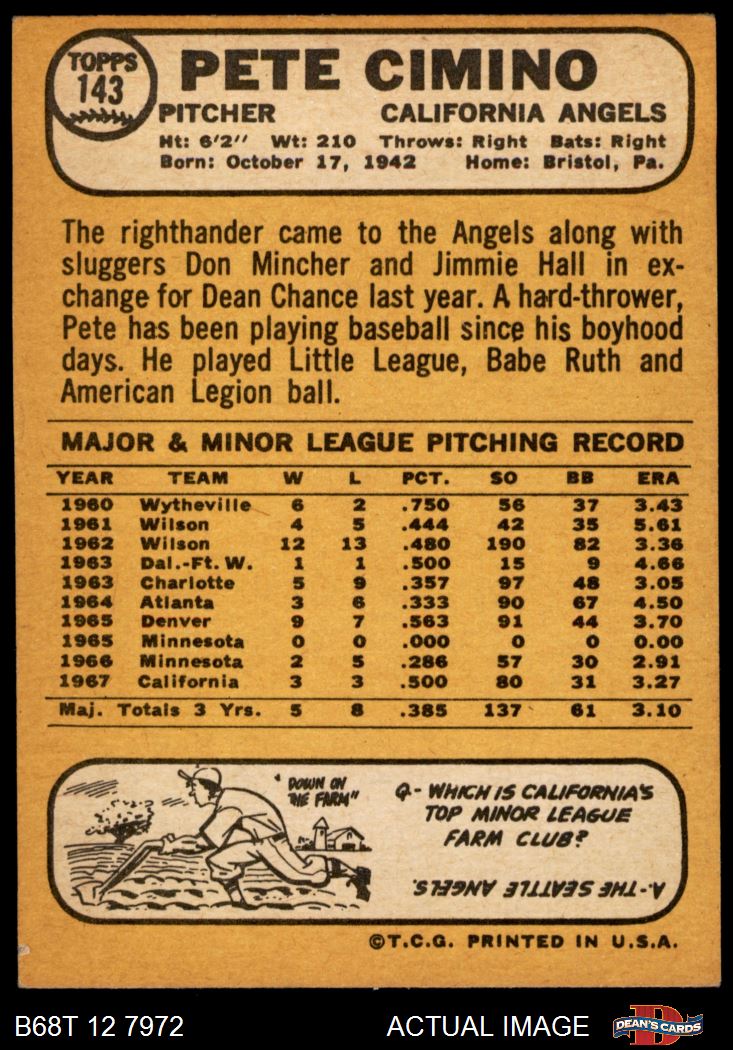 TOPPS
143
PETE CIMINO
PITCHER CALIFORNIA ANGELS
Ht: 6'2" Wt: 210 Throws: Right Bats: Right
Born: October 17, 1942 Home: Bristol, Pa.
The righthander came to the Angels along with
sluggers Don Mincher and Jimmie Hall in ex-
change for Dean Chance last year. A hard-thrower,
Pete has been playing baseball since his boyhood
days. He played Little League, Babe Ruth and
American Legion ball.
MAJOR & MINOR LEAGUE PITCHING RECORD
YEAR TEAM W L PCT. SO BB ERA
1960 Wytheville 6 2 .750 56 37 3.43
1961 Wilson 4 5 .444 42 35 5.61
1962 Wilson 12 13 .480 190 82 3.36
1963 Dal.-Ft. W. 1 1 .500 15 9 4.66
1963 Charlotte 5 9 .357 97 48 3.05
1964 Atlanta 3 6 .333 90 67 4.50
1965 Denver 9 7 .563 91 44 3.70
1965 Minnesota 0 0 .000 0 0 0.00
1966 Minnesota 2 5 .286 57 30 2.91
1967 California 3 3 .500 80 31 3.27
Maj. Totals 3 Yrs. 5 8 .385 137 61 3.10
"DOWN ON
THE FARM"
Q- WHICH IS CALIFORNIA'S
TOP MINOR LEAGUE
FARM CLUB?
A- THE SEATTLE ANGELS.
©T.C.G. PRINTED IN U.S.A.
B68T 12 7972 ACTUAL IMAGE
D
DEAN'S CARDS